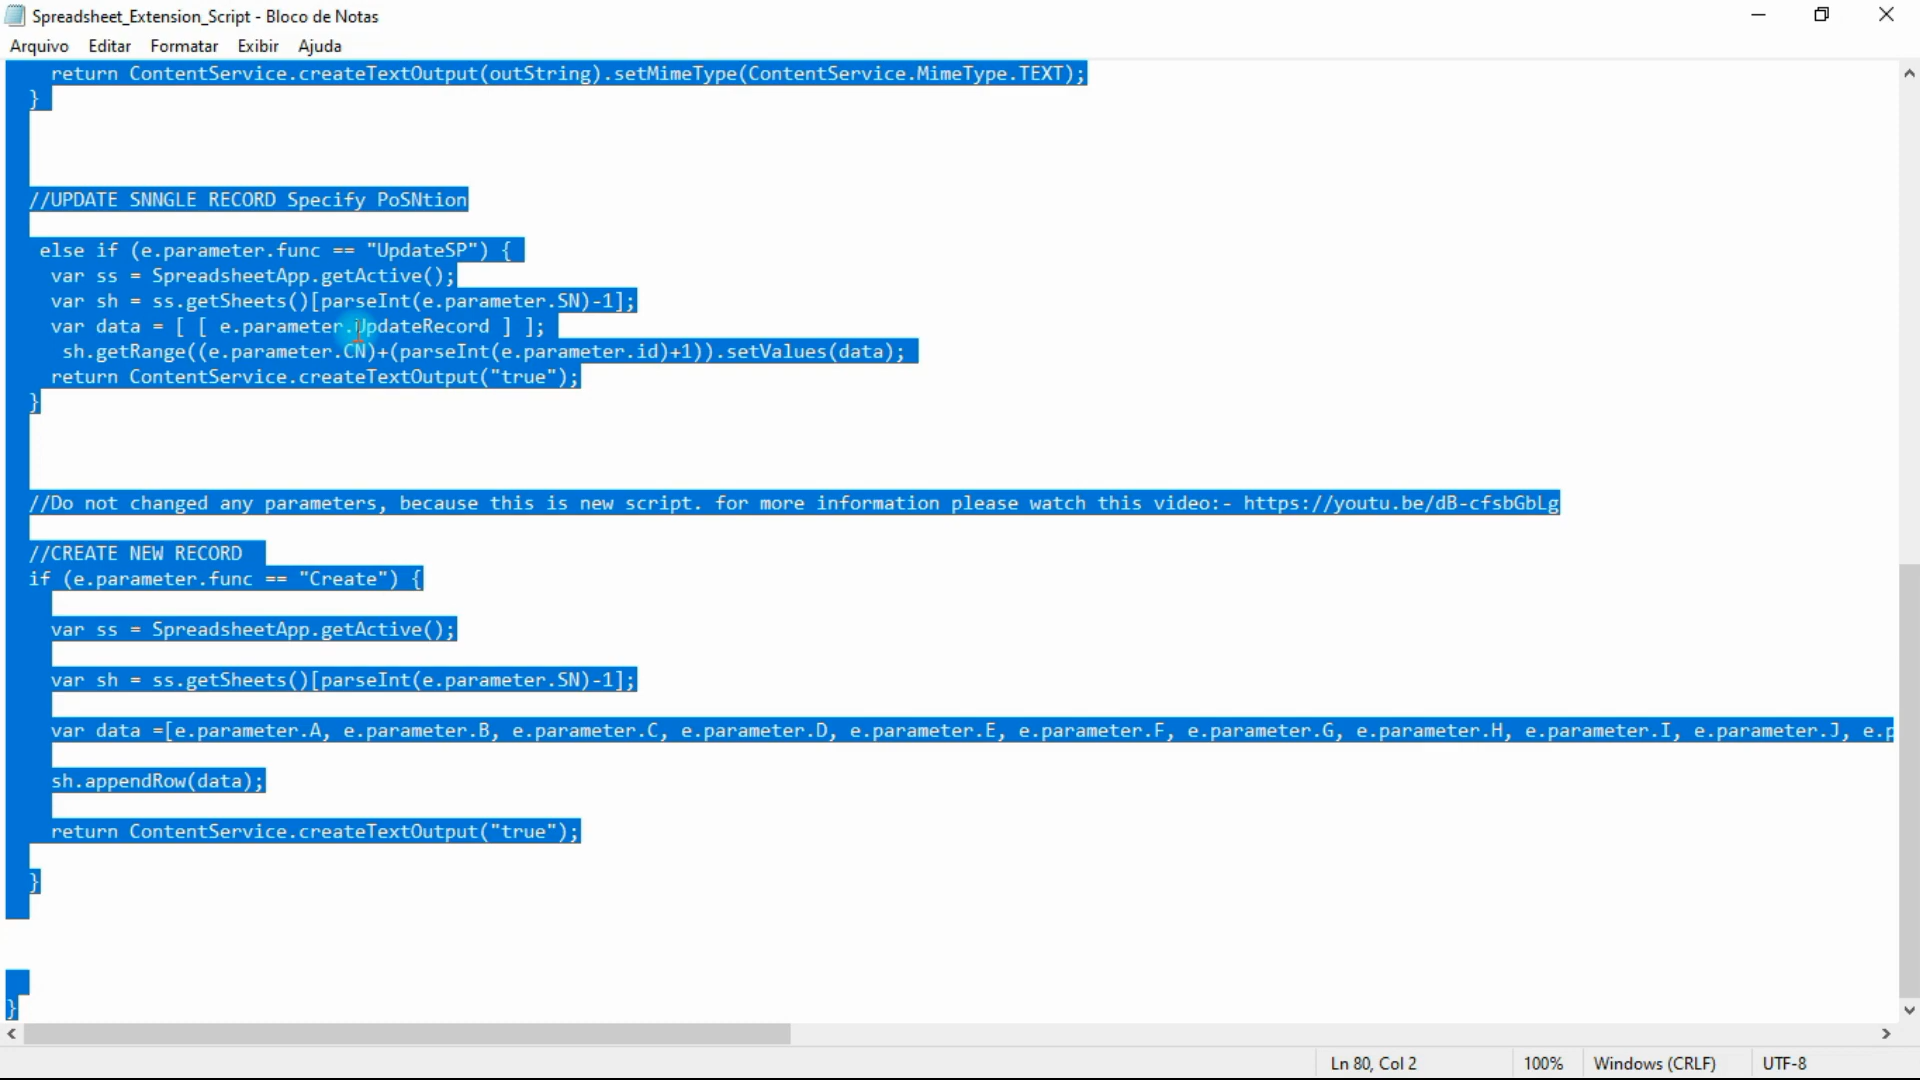 Spreadsheet_Extension_Script - Bloco de Notas
Arquivo Editar Formatar Exibir Ajuda
return ContentService.createTextOutput(outString).setMimeType(ContentService.MimeType.TEXT);
}
//UPDATE SNNGLE RECORD Specify PoSNtion
else if (e.parameter.func == "UpdateSP") {
var ss = SpreadsheetApp.getActive();
var sh = ss.getSheets()[parseInt(e.parameter.SN)-1];
var data = [ [ e.parameter.UpdateRecord ] ];
sh.getRange((e.parameter.CN)+(parseInt(e.parameter.id)+1)).setValues(data);
return ContentService.createTextOutput("true");
}
//Do not changed any parameters, because this is new script. for more information please watch this video:- https://youtu.be/dB-cfsbGbLg
//CREATE NEW RECORD
if (e.parameter.func == "Create") {
var ss = SpreadsheetApp.getActive();
var sh = ss.getSheets()[parseInt(e.parameter.SN)-1];
var data =[e.parameter.A, e.parameter.B, e.parameter.C, e.parameter.D, e.parameter.E, e.parameter.F, e.parameter.G, e.parameter.H, e.parameter.I, e.parameter.J, e.p
sh.appendRow(data);
return ContentService.createTextOutput("true");
}
}
Ln 80, Col 2 100% Windows (CRLF) UTF-8